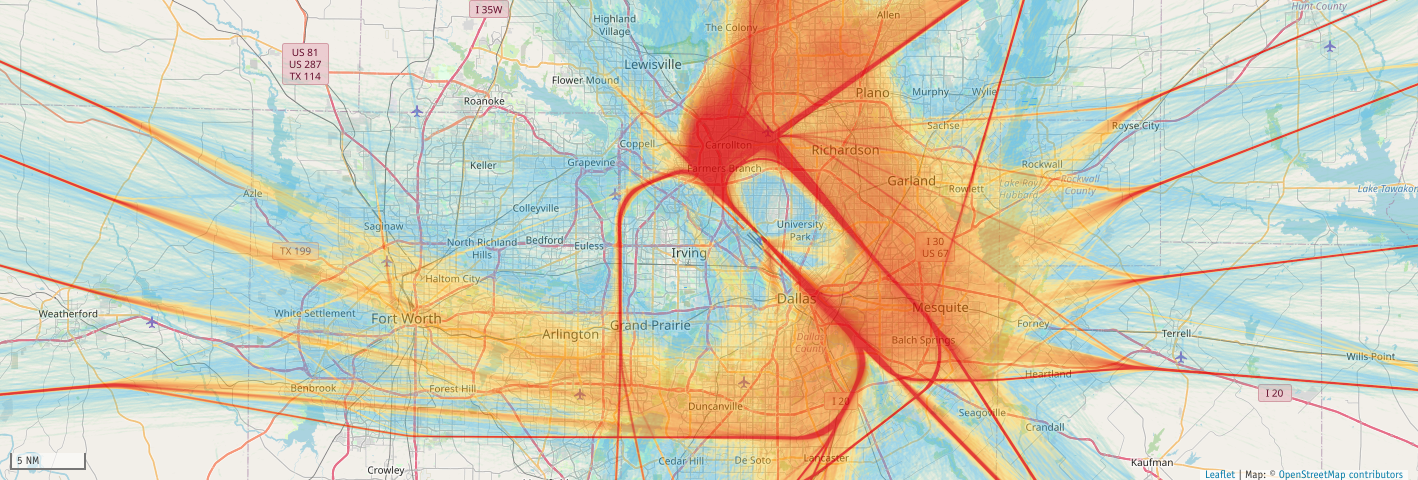 I 35W
Allen
Hunt County
Highland
Village
The Colony
US 81
US 287
TX 114
Lewisville
Flower Mound
Plano
Murphy
Wylie
Roanoke
Sachse
Royse City
Coppell
Carrollton
Richardson
Keller
Grapevine
Farmers Branch
Rockwall
Garland
Rowlett
Lake Ray
Hubbard
Rockwall
County
Lake Tawakon
Azle
Colleyville
Saginaw
University
Park
North Richland
Hills
Bedford
Euless
Irving
I 30
US 67
TX 199
Haltom City
Dallas
Mesquite
Weatherford
White Settlement
Fort Worth
Arlington
Grand Prairie
Forney
Terrell
Dallas
County
Balch Springs
Wills Point
Heartland
Benbrook
Forest Hill
I 20
I 20
Duncanville
Seagoville
Crandall
5 NM
Crowley
Cedar Hill
De Soto
Lancaster
Kaufman
Leaflet | Map: © OpenStreetMap contributors